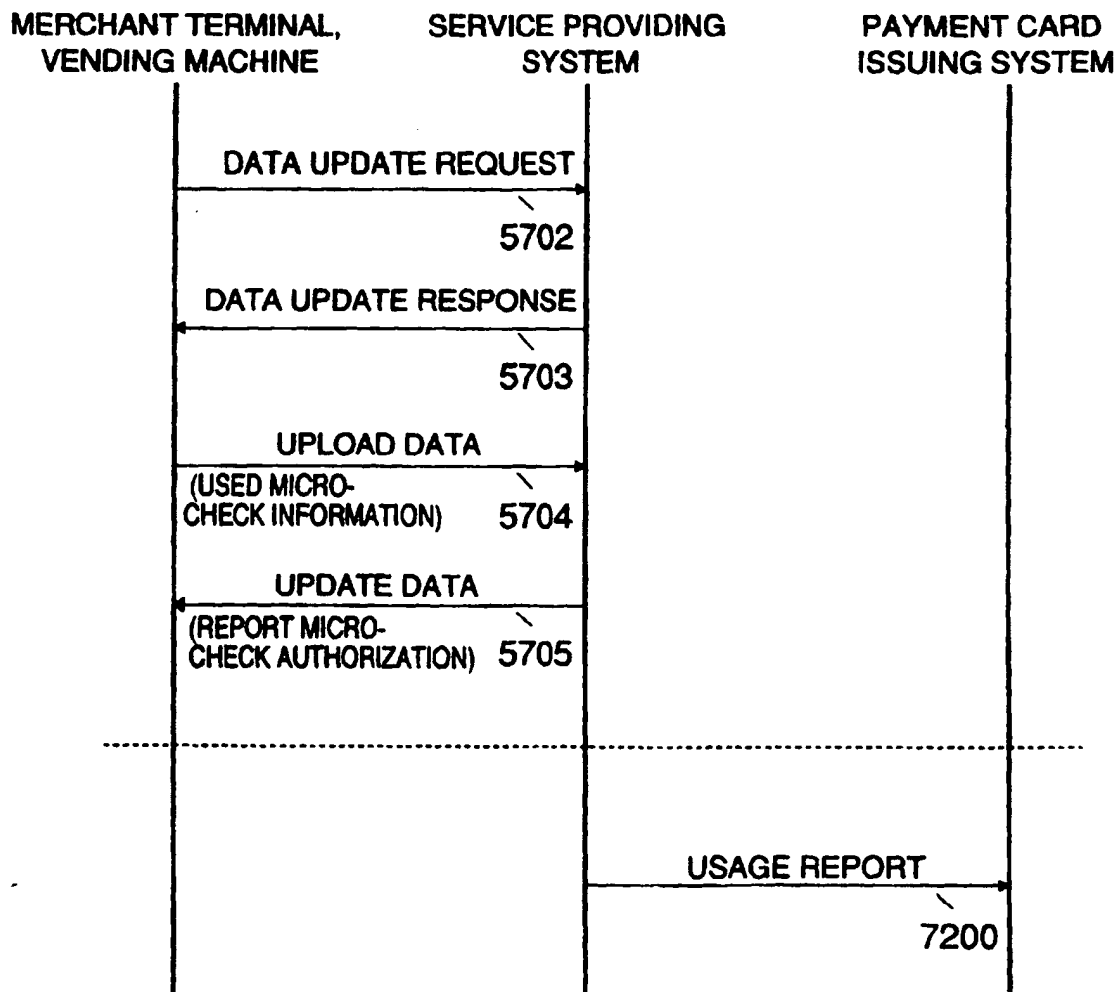 MERCHANT TERMINAL,
VENDING MACHINE
SERVICE PROVIDING
SYSTEM
PAYMENT CARD
ISSUING SYSTEM
DATA UPDATE REQUEST
5702
DATA UPDATE RESPONSE
5703
UPLOAD DATA
(USED MICRO-
CHECK INFORMATION)
5704
UPDATE DATA
(REPORT MICRO-
CHECK AUTHORIZATION)
5705
USAGE REPORT
7200